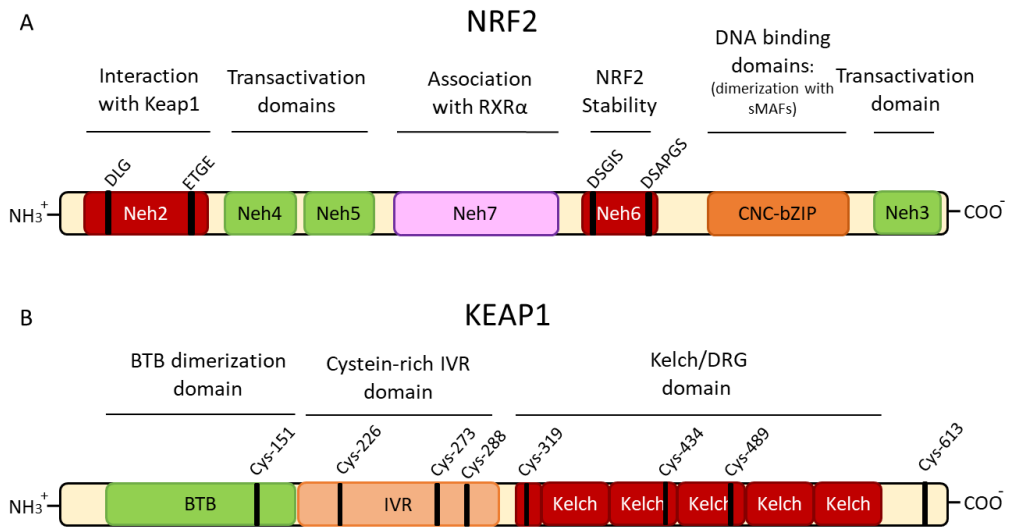 A
NRF2
Interaction
with Keap1
Transactivation
domains
Association
with RXRα
NRF2
Stability
DNA binding
domains:
(dimerization with
sMAFs)
Transactivation
domain
DLG
ETGE
DSGIS
DSAPGS
NH₃⁺
Neh2
Neh4
Neh5
Neh7
Neh6
CNC-bZIP
Neh3
COO⁻
B
KEAP1
BTB dimerization
domain
Cystein-rich IVR
domain
Kelch/DRG
domain
Cys-151
Cys-226
Cys-273
Cys-288
Cys-319
Cys-434
Cys-489
Cys-613
NH₃⁺
BTB
IVR
Kelch
Kelch
Kelch
Kelch
Kelch
COO⁻